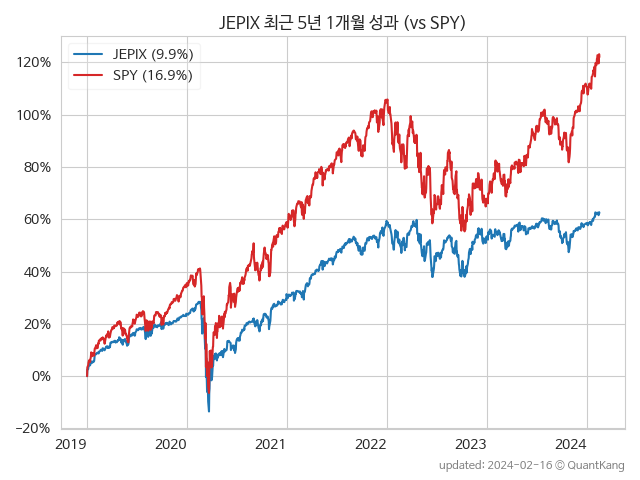 JEPIX 최근 5년 1개월 성과 (vs SPY)
JEPIX (9.9%)
SPY (16.9%)
120%
100%
80%
60%
40%
20%
0%
−20%
2019 2020 2021 2022 2023 2024
updated: 2024-02-16 © QuantKang